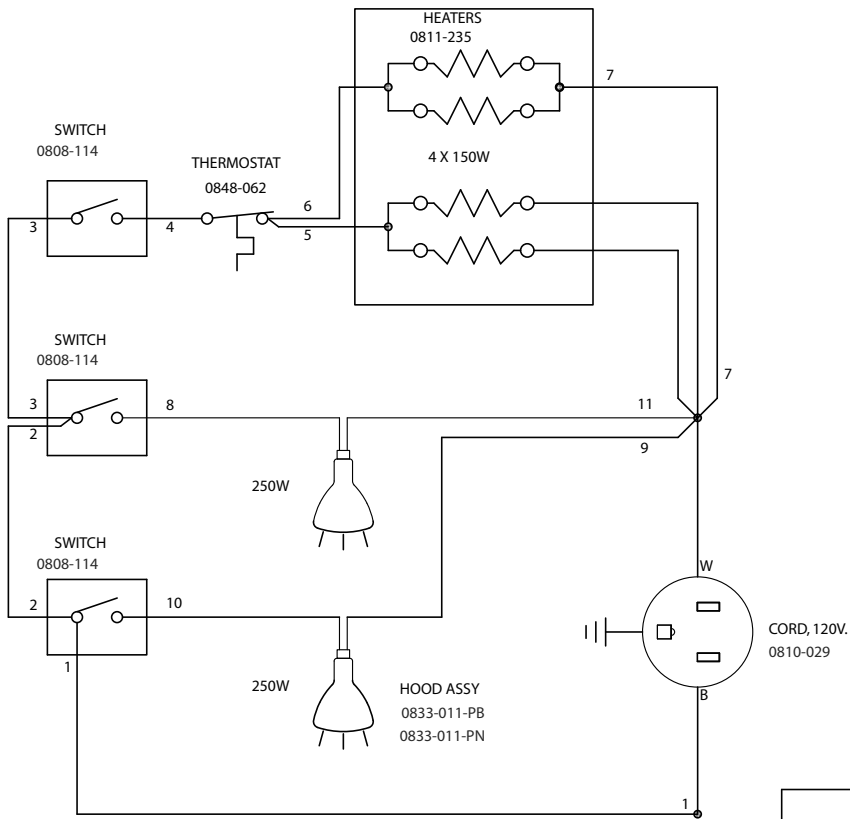 HEATERS
0811-235
7
SWITCH
0808-114
THERMOSTAT
0848-062
4 X 150W
6
3
4
5
SWITCH
0808-114
7
3
8
11
2
9
250W
SWITCH
0808-114
W
2
10
CORD, 120V.
0810-029
1
250W
HOOD ASSY
B
0833-011-PB
0833-011-PN
1